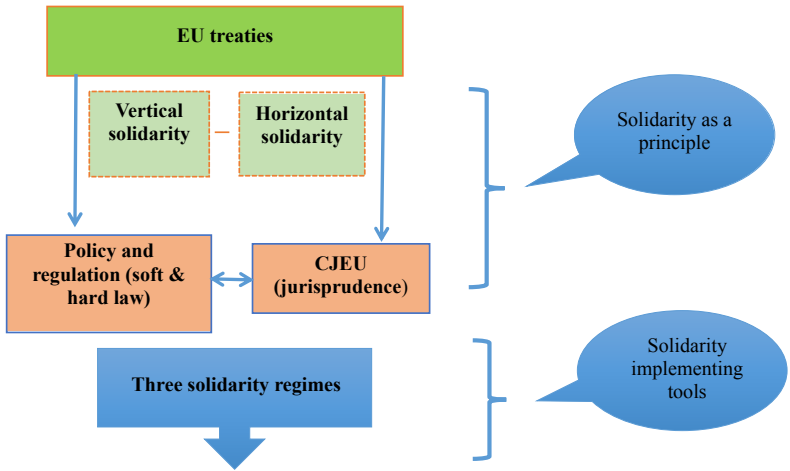 EU treaties
Vertical
solidarity
Horizontal
solidarity
Solidarity as a
principle
Policy and
regulation (soft &
hard law)
CJEU
(jurisprudence)
Three solidarity regimes
Solidarity
implementing
tools